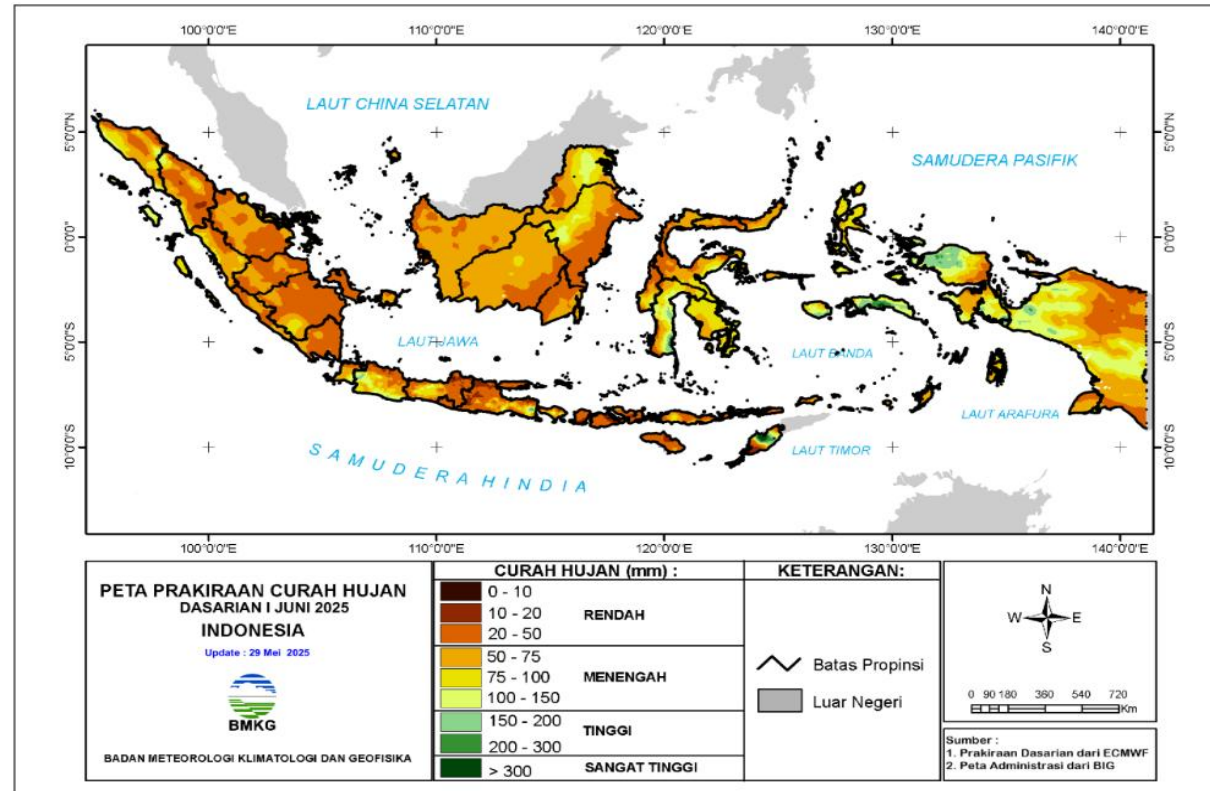 100°0'0"E
110°0'0"E
120°0'0"E
130°0'0"E
140°0'0"E
5°0'0"N
0°0'0"
5°0'0"S
10°0'0"S
5°0'0"N
0°0'0"
5°0'0"S
10°0'0"S
LAUT CHINA SELATAN
SAMUDERA PASIFIK
LAUT JAWA
LAUT BANDA
LAUT ARAFURA
LAUT TIMOR
SAMUDERA HINDIA
100°0'0"E
110°0'0"E
120°0'0"E
130°0'0"E
140°0'0"E
PETA PRAKIRAAN CURAH HUJAN
DASARIAN I JUNI 2025
INDONESIA
Update : 29 Mei 2025
BMKG
BADAN METEOROLOGI KLIMATOLOGI DAN GEOFISIKA
CURAH HUJAN (mm) :
0 - 10
10 - 20
RENDAH
20 - 50
50 - 75
75 - 100
MENENGAH
100 - 150
150 - 200
TINGGI
200 - 300
> 300
SANGAT TINGGI
KETERANGAN:
Batas Propinsi
Luar Negeri
N
W
E
S
0 90 180 360 540 720
Km
Sumber :
1. Prakiraan Dasarian dari ECMWF
2. Peta Administrasi dari BIG